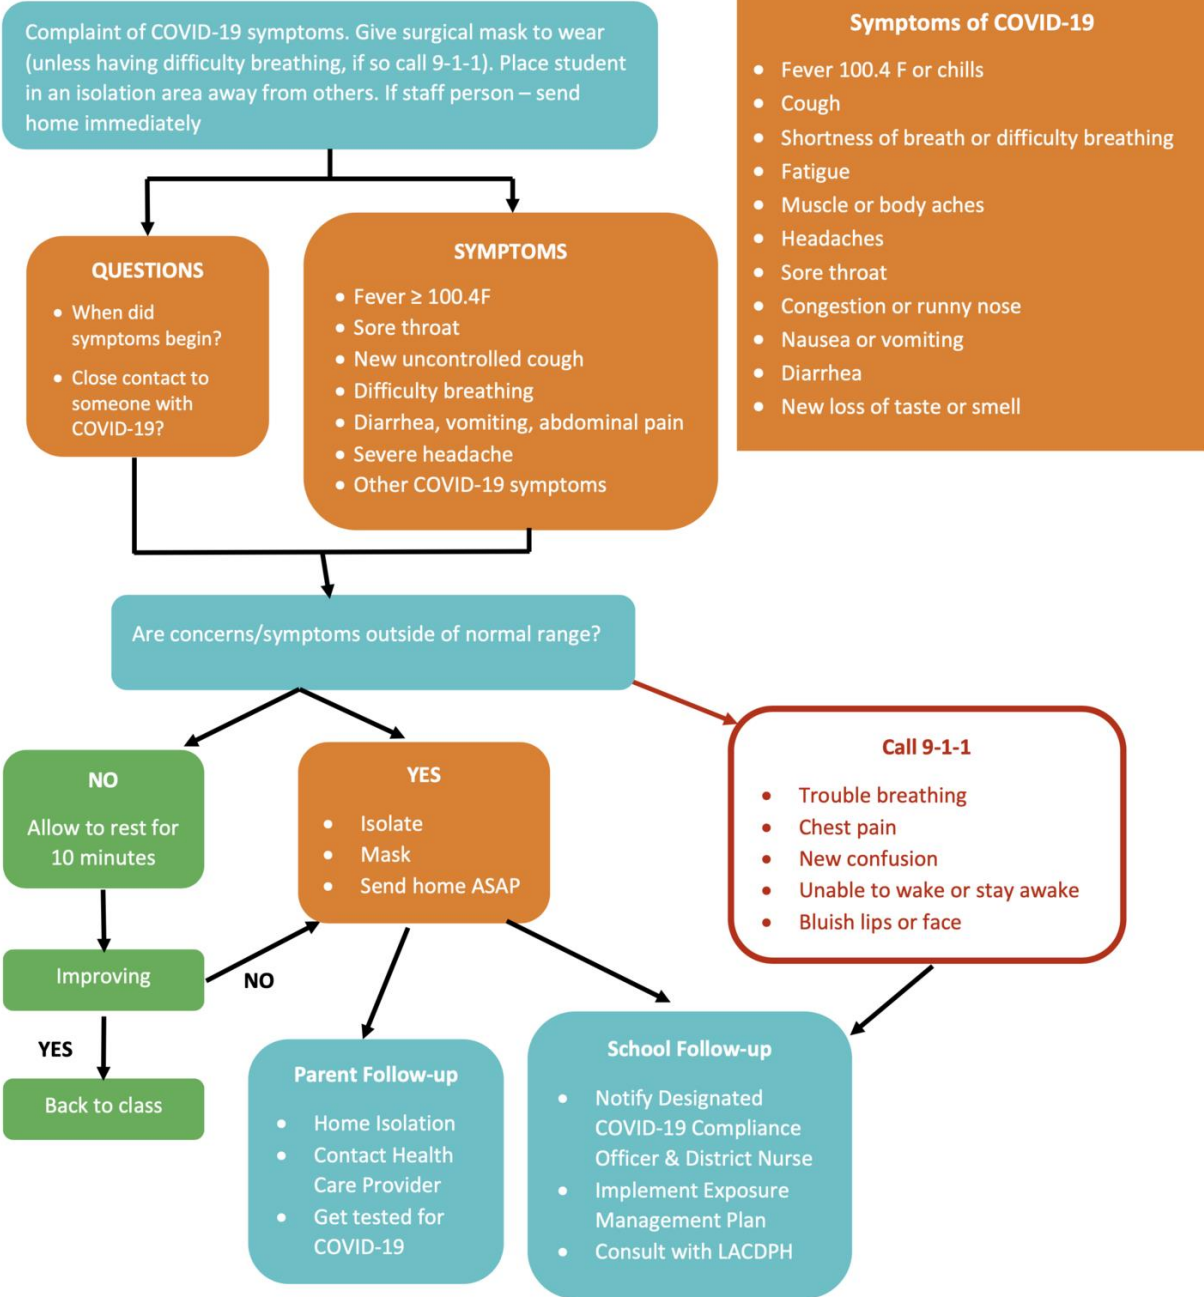 Complaint of COVID-19 symptoms. Give surgical mask to wear
(unless having difficulty breathing, if so call 9-1-1). Place student
in an isolation area away from others. If staff person – send
home immediately
Symptoms of COVID-19
• Fever 100.4 F or chills
• Cough
• Shortness of breath or difficulty breathing
• Fatigue
• Muscle or body aches
• Headaches
• Sore throat
• Congestion or runny nose
• Nausea or vomiting
• Diarrhea
• New loss of taste or smell
QUESTIONS
• When did
symptoms begin?
• Close contact to
someone with
COVID-19?
SYMPTOMS
• Fever ≥ 100.4F
• Sore throat
• New uncontrolled cough
• Difficulty breathing
• Diarrhea, vomiting, abdominal pain
• Severe headache
• Other COVID-19 symptoms
Are concerns/symptoms outside of normal range?
NO
Allow to rest for
10 minutes
YES
• Isolate
• Mask
• Send home ASAP
Call 9-1-1
• Trouble breathing
• Chest pain
• New confusion
• Unable to wake or stay awake
• Bluish lips or face
Improving
NO
YES
Back to class
Parent Follow-up
• Home Isolation
• Contact Health
Care Provider
• Get tested for
COVID-19
School Follow-up
• Notify Designated
COVID-19 Compliance
Officer & District Nurse
• Implement Exposure
Management Plan
• Consult with LACDPH